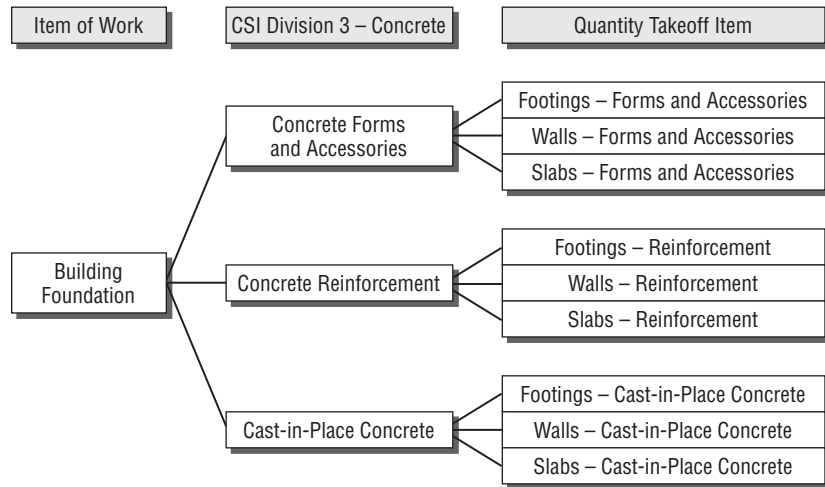 Item of Work
CSI Division 3 – Concrete
Quantity Takeoff Item
Building
Foundation
Concrete Forms
and Accessories
Footings – Forms and Accessories
Walls – Forms and Accessories
Slabs – Forms and Accessories
Concrete Reinforcement
Footings – Reinforcement
Walls – Reinforcement
Slabs – Reinforcement
Cast-in-Place Concrete
Footings – Cast-in-Place Concrete
Walls – Cast-in-Place Concrete
Slabs – Cast-in-Place Concrete